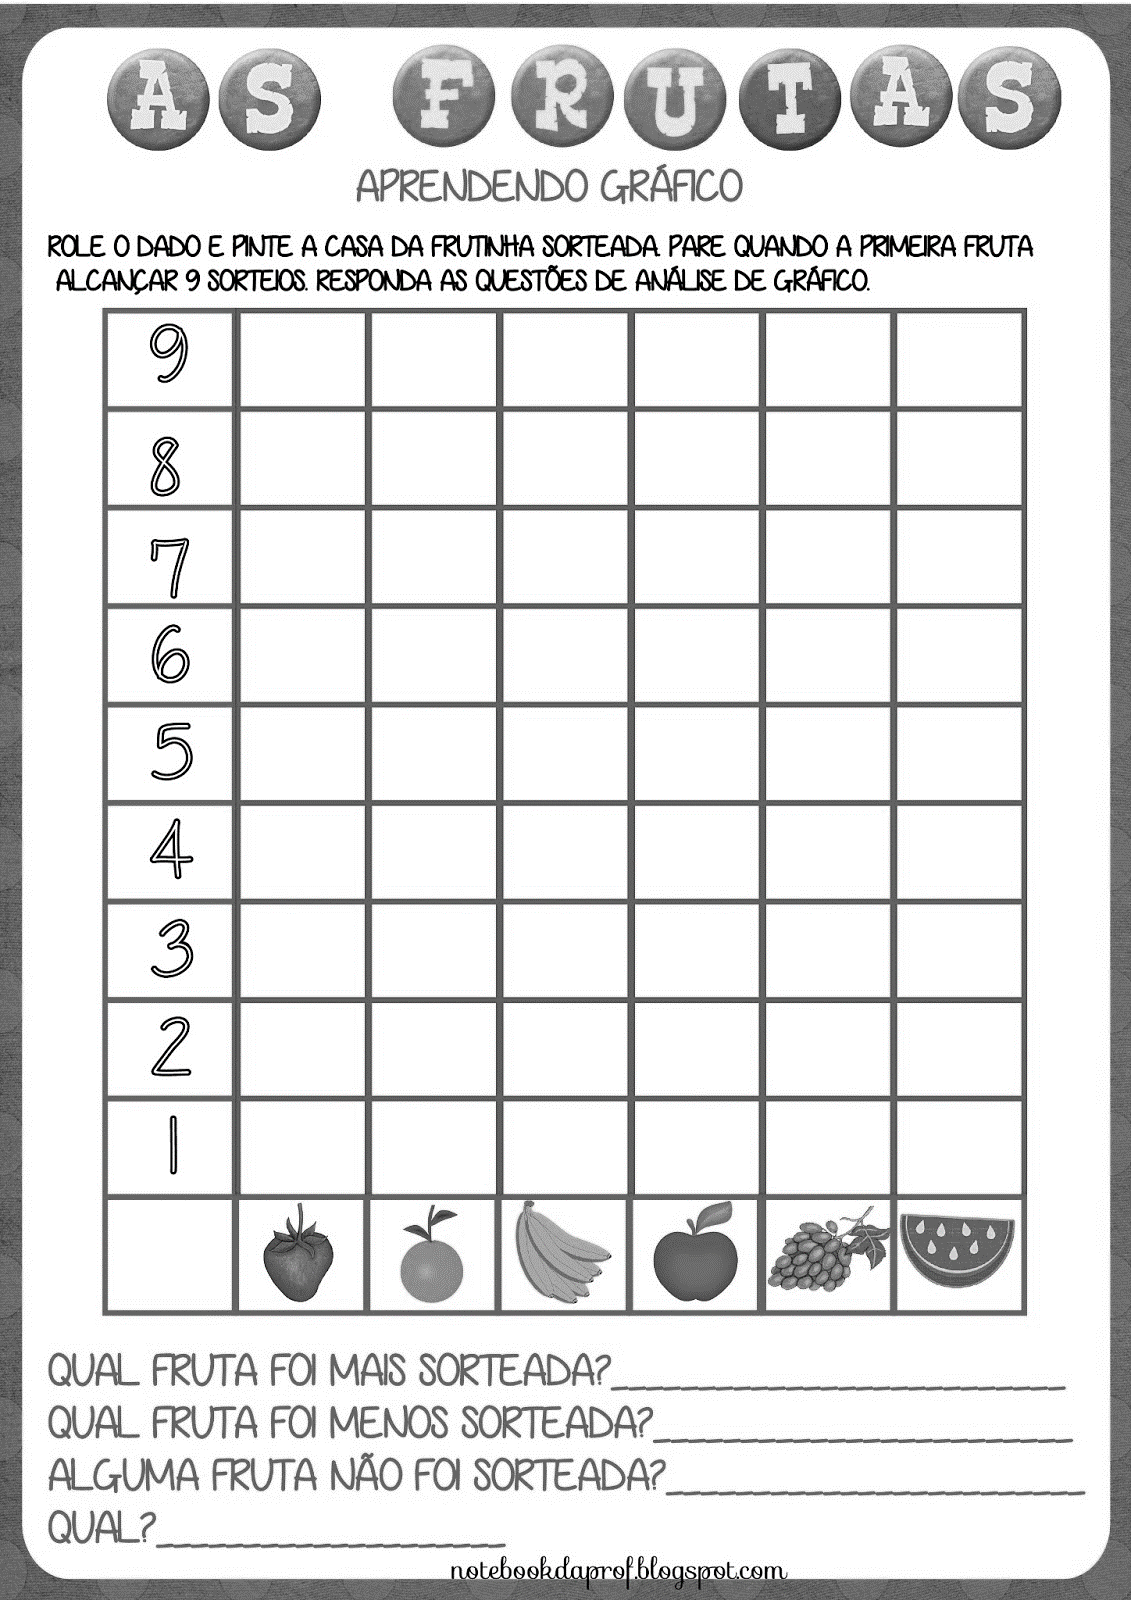 AS FRUTAS
APRENDENDO GRÁFICO
ROLE O DADO E PINTE A CASA DA FRUTINHA SORTEADA. PARE QUANDO A PRIMEIRA FRUTA
ALCANÇAR 9 SORTEIOS. RESPONDA AS QUESTÕES DE ANÁLISE DE GRÁFICO.
9
8
7
6
5
4
3
2
1
QUAL FRUTA FOI MAIS SORTEADA?
QUAL FRUTA FOI MENOS SORTEADA?
ALGUMA FRUTA NÃO FOI SORTEADA?
QUAL?
notebookdaprof.blogspot.com